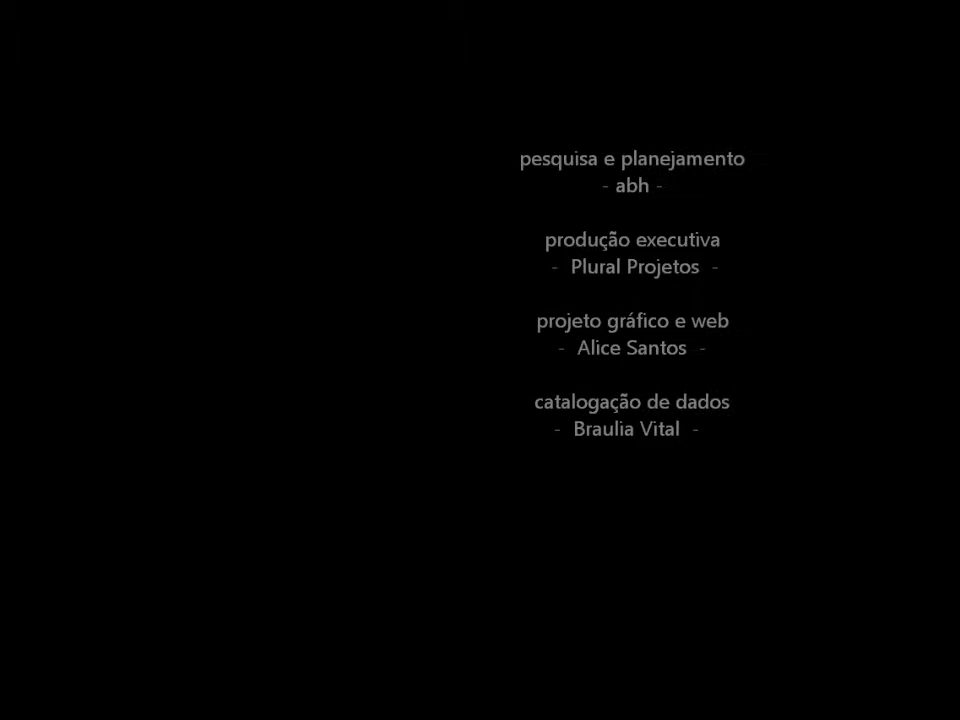 pesquisa e planejamento
- abh -
produção executiva
- Plural Projetos -
projeto gráfico e web
- Alice Santos -
catalogação de dados
- Braulia Vital -